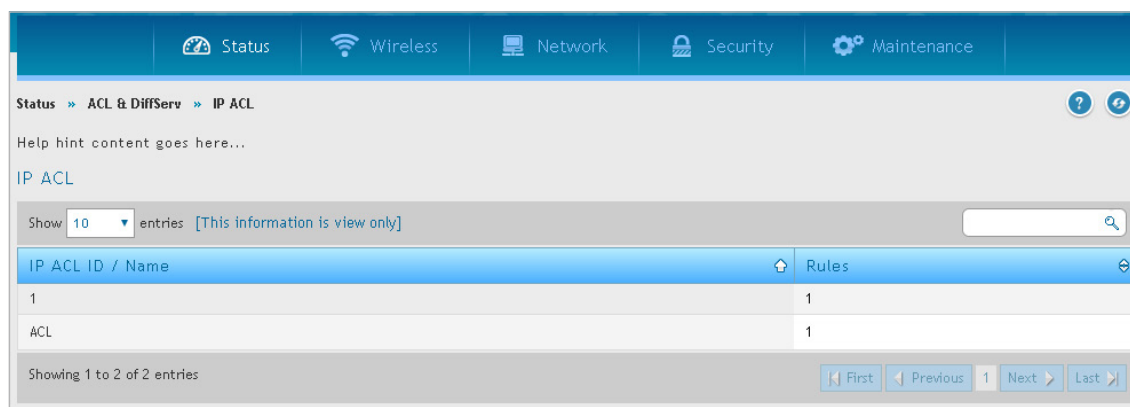 Status Wireless Network Security Maintenance
Status » ACL & DiffServ » IP ACL
?
Help hint content goes here...
IP ACL
Show 10 entries [This information is view only]
IP ACL ID / Name Rules
1 1
ACL 1
Showing 1 to 2 of 2 entries First Previous 1 Next Last